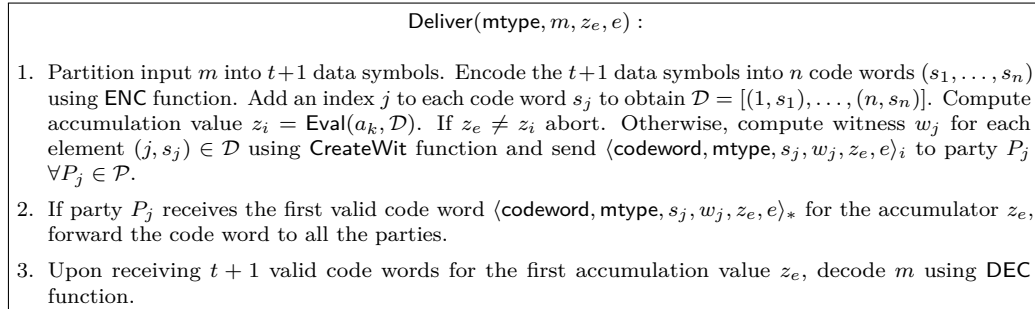 Deliver(mtype, m, z_e, e) :
1. Partition input m into t+1 data symbols. Encode the t+1 data symbols into n code words (s_1, . . . , s_n)
using ENC function. Add an index j to each code word s_j to obtain 𝒟 = [(1, s_1), . . . , (n, s_n)]. Compute
accumulation value z_i = Eval(a_k, 𝒟). If z_e ≠ z_i abort. Otherwise, compute witness w_j for each
element (j, s_j) ∈ 𝒟 using CreateWit function and send ⟨codeword, mtype, s_j, w_j, z_e, e⟩_i to party P_j
∀P_j ∈ 𝒫.
2. If party P_j receives the first valid code word ⟨codeword, mtype, s_j, w_j, z_e, e⟩_* for the accumulator z_e,
forward the code word to all the parties.
3. Upon receiving t + 1 valid code words for the first accumulation value z_e, decode m using DEC
function.